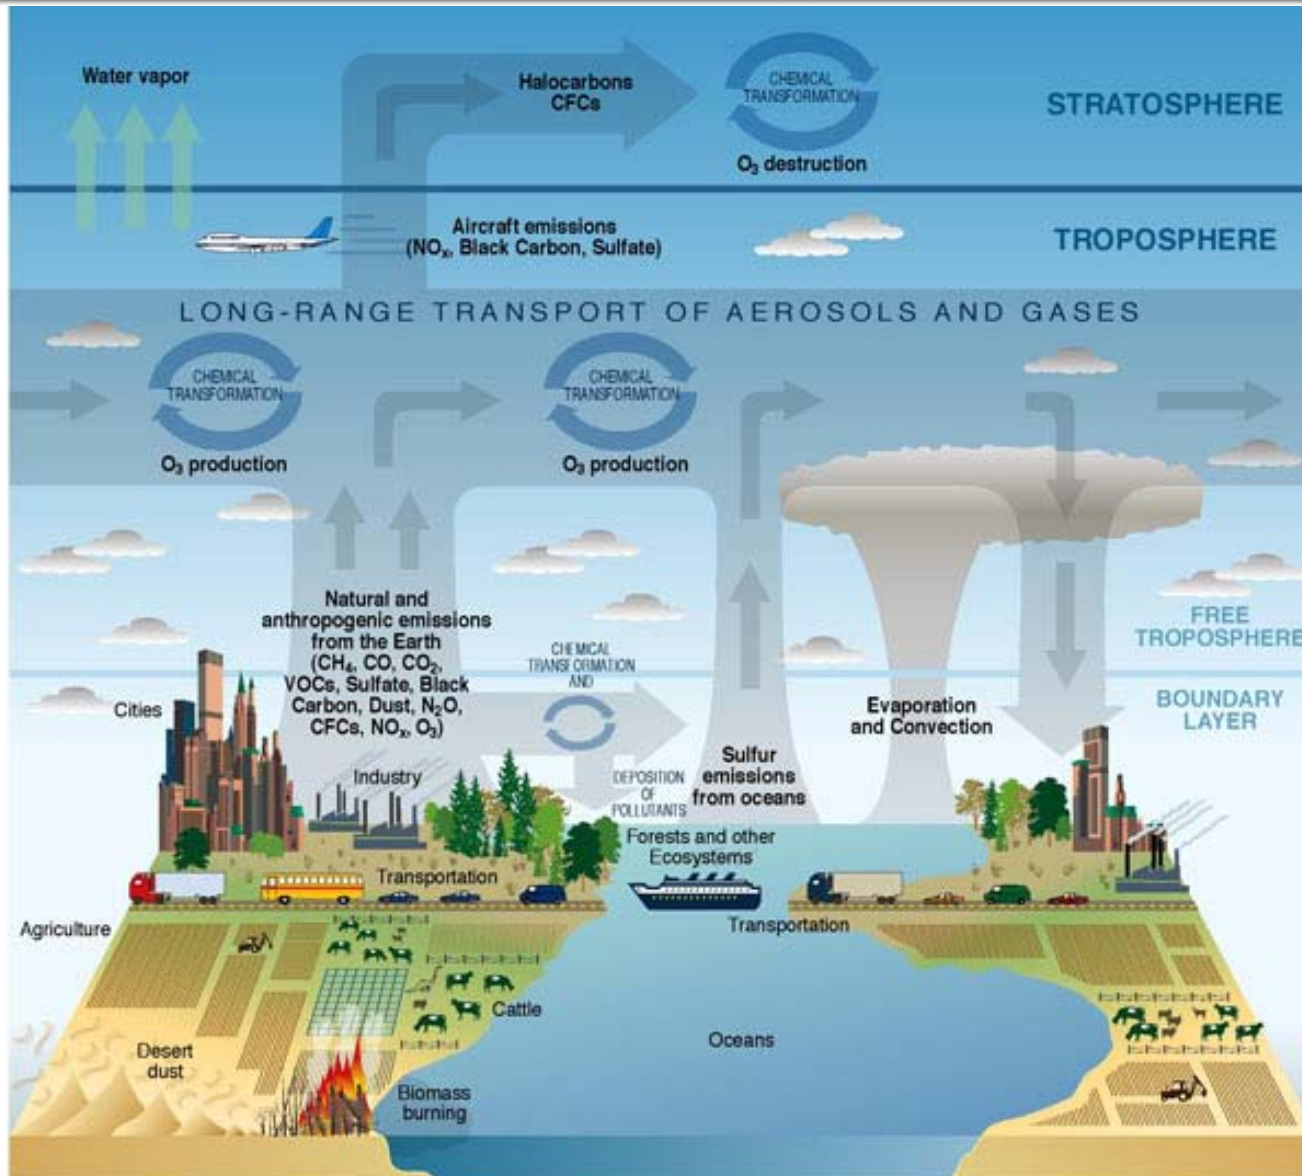 Water vapor
Halocarbons
CFCs
CHEMICAL
TRANSFORMATION
O₃ destruction
STRATOSPHERE
Aircraft emissions
(NOₓ, Black Carbon, Sulfate)
TROPOSPHERE
LONG-RANGE TRANSPORT OF AEROSOLS AND GASES
CHEMICAL
TRANSFORMATION
O₃ production
CHEMICAL
TRANSFORMATION
O₃ production
Natural and
anthropogenic emissions
from the Earth
(CH₄, CO, CO₂,
VOCs, Sulfate, Black
Carbon, Dust, N₂O,
CFCs, NOₓ, O₃)
CHEMICAL
TRANSFORMATION
AND
DEPOSITION
OF
POLLUTANTS
FREE
TROPOSPHERE
BOUNDARY
LAYER
Cities
Industry
Sulfur
emissions
from oceans
Evaporation
and Convection
Forests and other
Ecosystems
Transportation
Transportation
Agriculture
Cattle
Desert
dust
Biomass
burning
Oceans